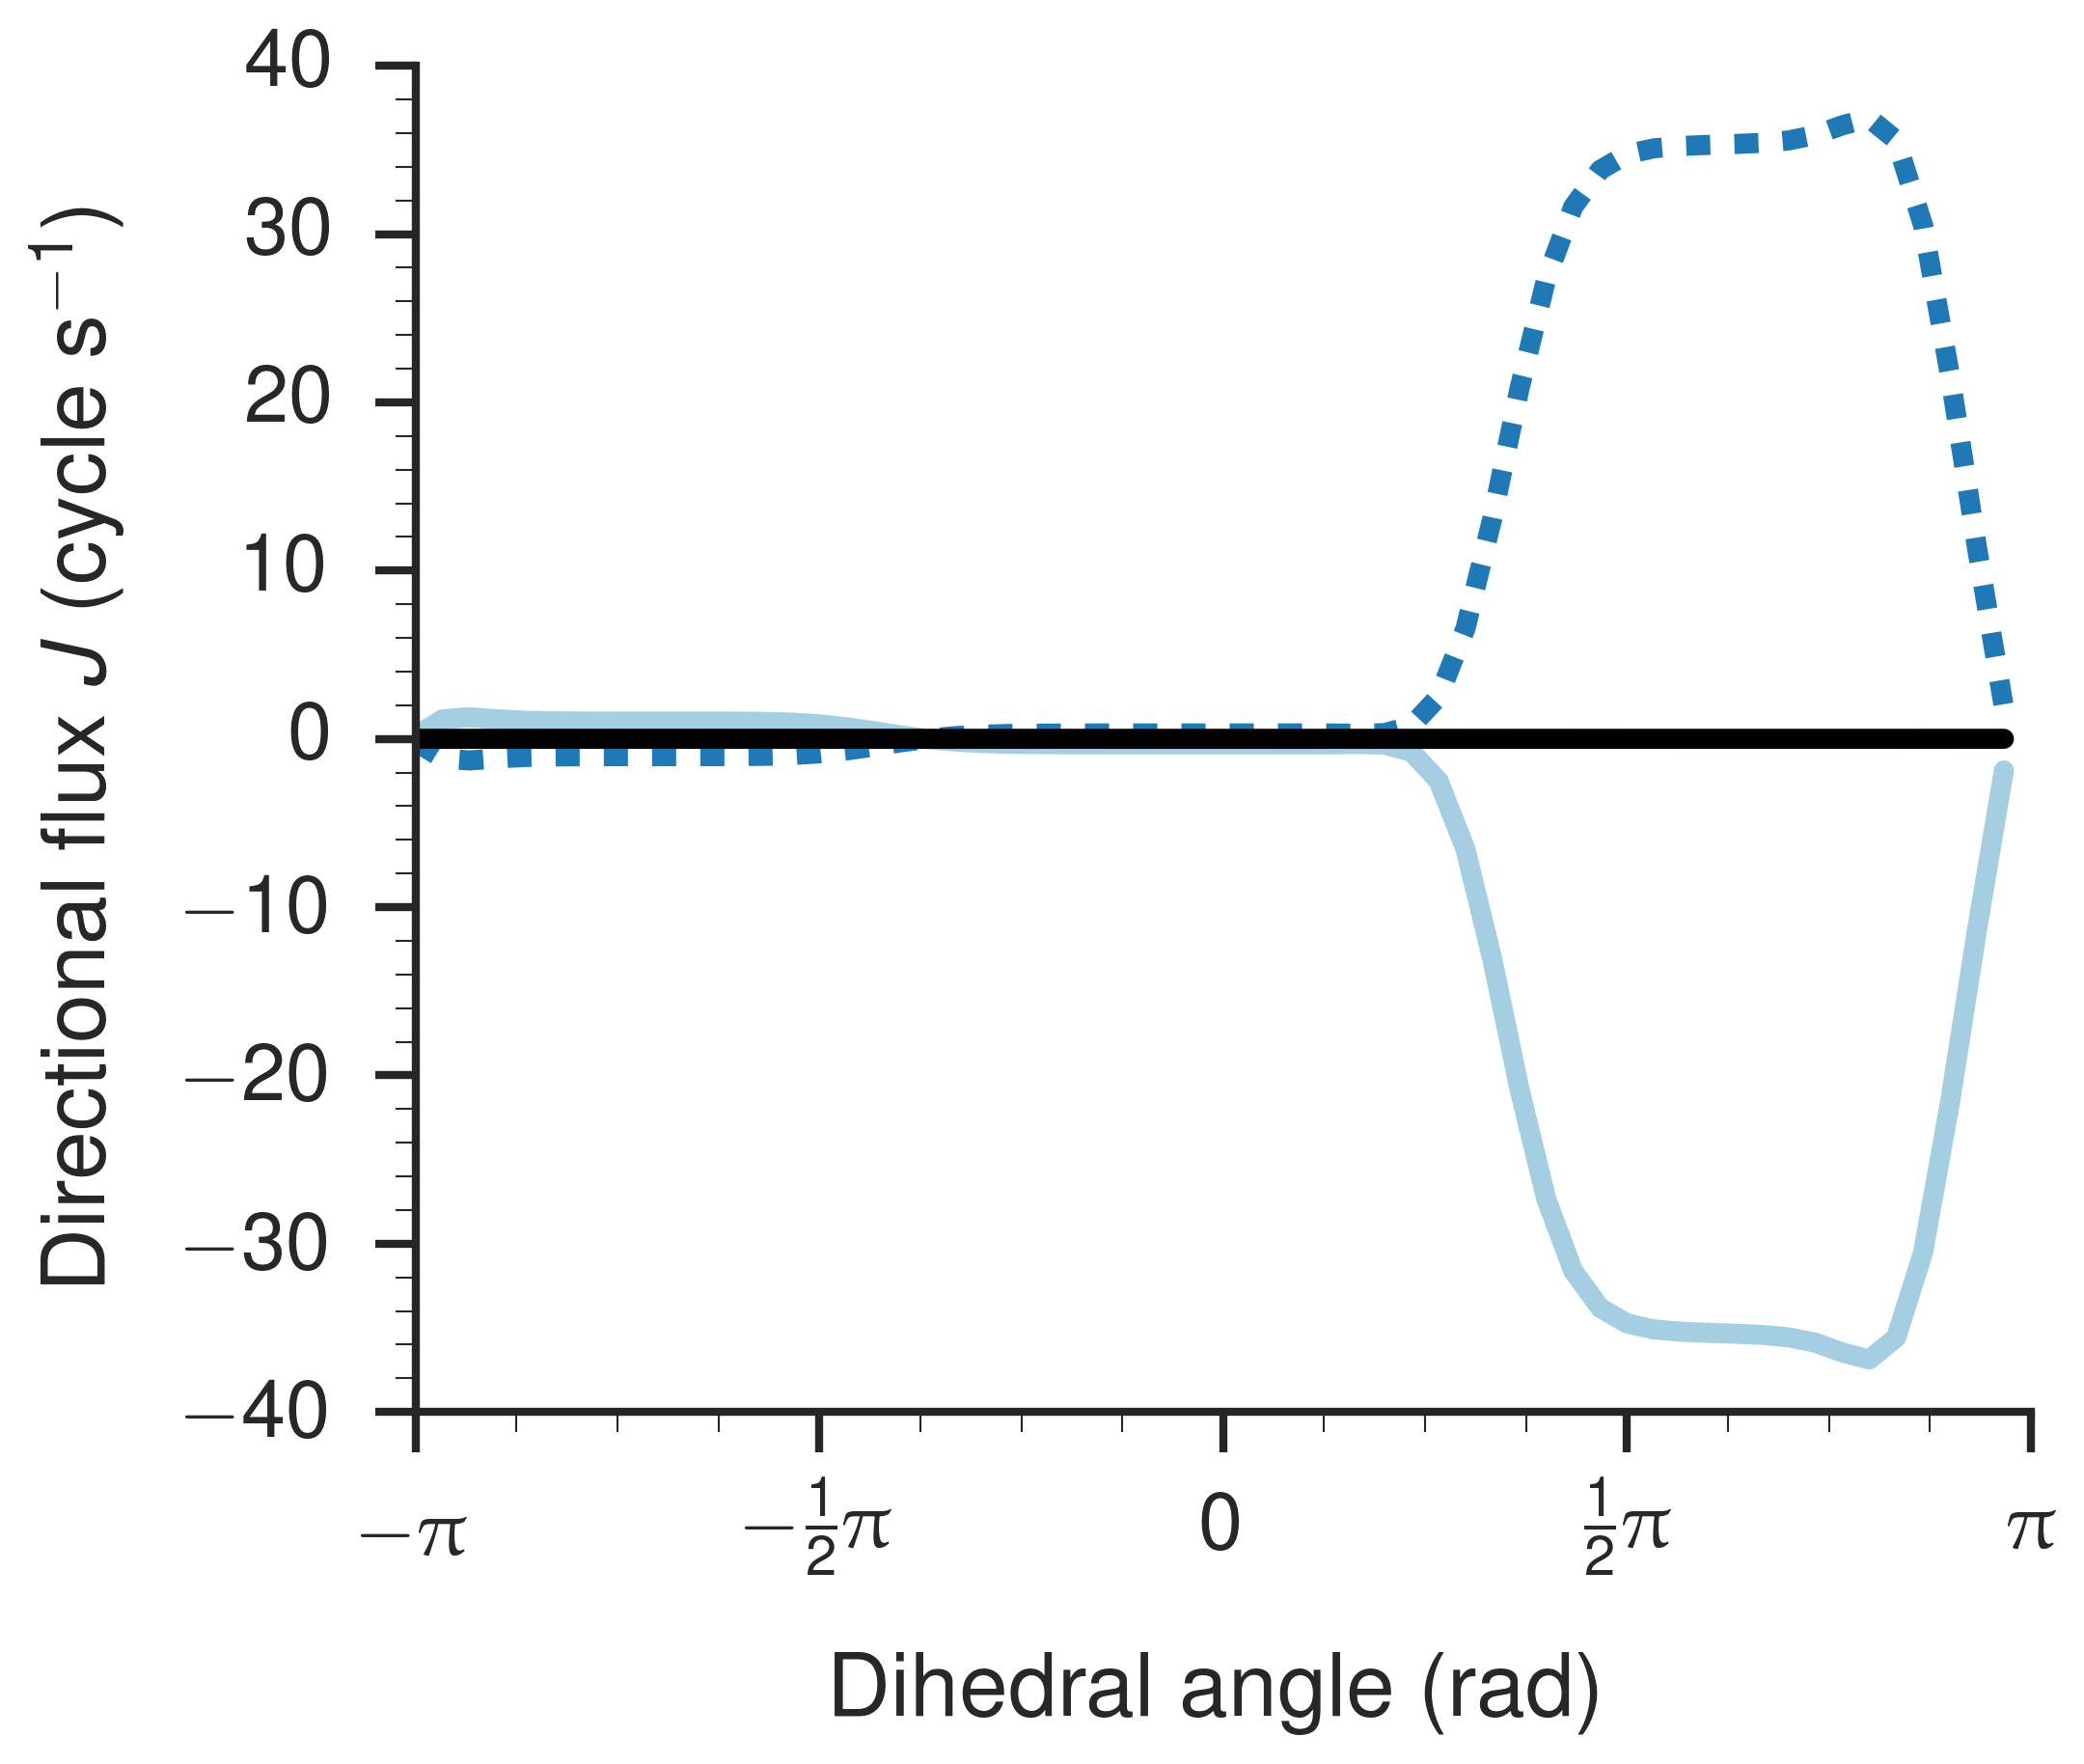 Directional flux J (cycle s⁻¹)
40
30
20
10
0
−10
−20
−30
−40
−π
−½π
0
½π
π
Dihedral angle (rad)